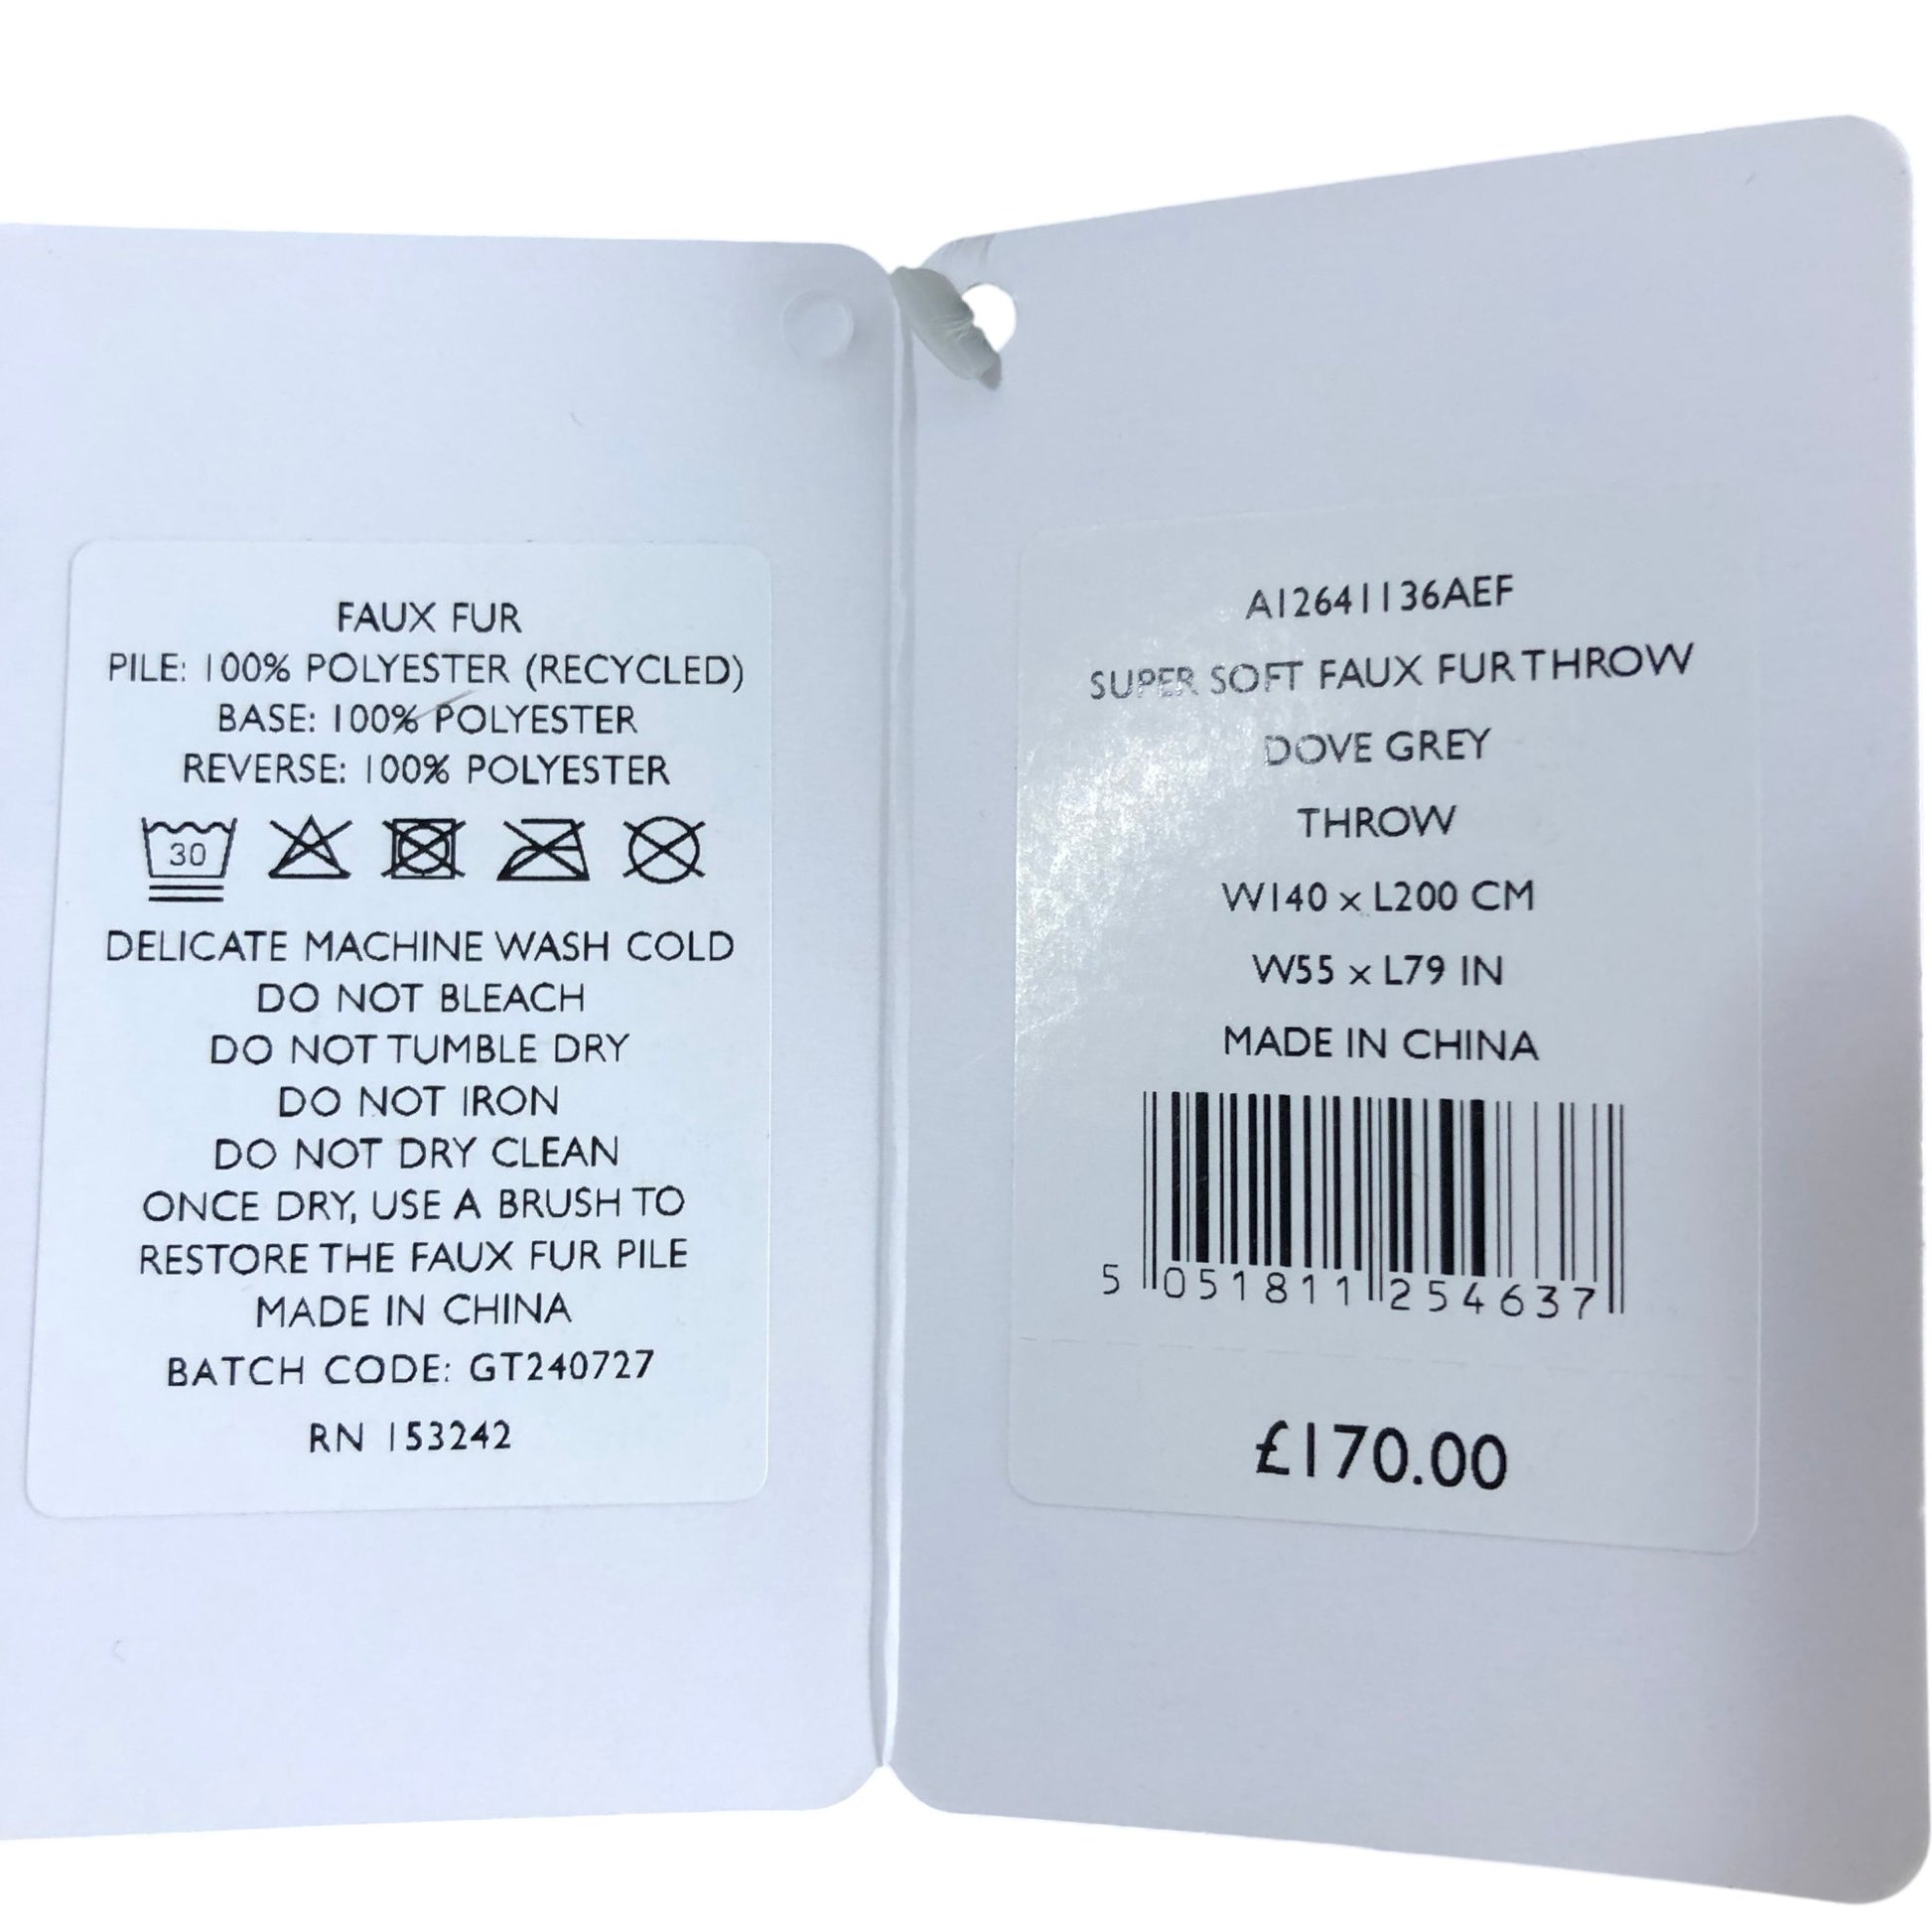 FAUX FUR
PILE: 100% POLYESTER (RECYCLED)
BASE: 100% POLYESTER
REVERSE: 100% POLYESTER
30
DELICATE MACHINE WASH COLD
DO NOT BLEACH
DO NOT TUMBLE DRY
DO NOT IRON
DO NOT DRY CLEAN
ONCE DRY, USE A BRUSH TO
RESTORE THE FAUX FUR PILE
MADE IN CHINA
BATCH CODE: GT240727
RN 153242
A12641136AEF
SUPER SOFT FAUX FUR THROW
DOVE GREY
THROW
W140 x L200 CM
W55 x L79 IN
MADE IN CHINA
5 051811 254637
£170.00